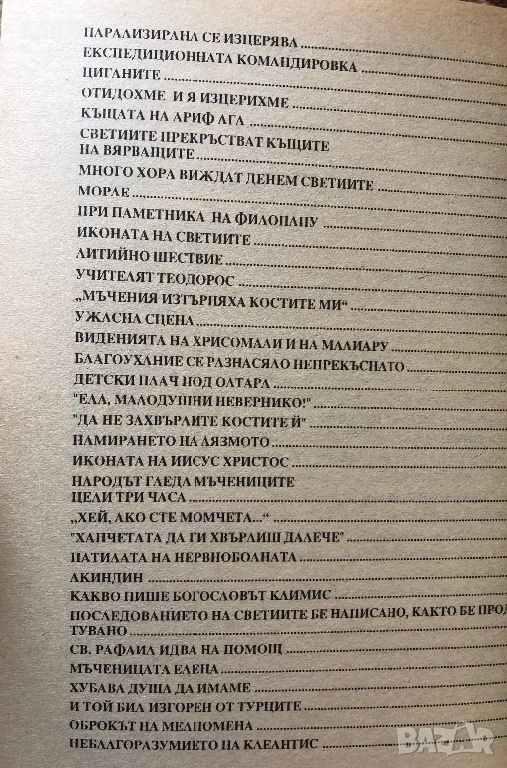 ПАРАЛИЗИРАНА СЕ ИЗЦЕРЯВА
ЕКСПЕДИЦИОННАТА КОМАНДИРОВКА
ЦИГАНИТЕ
ОТИДОХМЕ И Я ИЗЦЕРИХМЕ
КЪЩАТА НА АРИФ АГА
СВЕТИИТЕ ПРЕКРЪСТВАТ КЪЩИТЕ
НА ВЯРВАЩИТЕ
МНОГО ХОРА ВИЖДАТ ДЕНЕМ СВЕТИИТЕ
МОРАЕ
ПРИ ПАМЕТНИКА НА ФИЛОПАПУ
ИКОНАТА НА СВЕТИИТЕ
ЛИТИЙНО ШЕСТВИЕ
УЧИТЕЛЯТ ТЕОДОРОС
„МЪЧЕНИЯ ИЗТЪРПЯХА КОСТИТЕ МИ“
УЖАСНА СЦЕНА
ВИДЕНИЯТА НА ХРИСОМАЛИ И НА МАЛИАРУ
БЛАГОУХАНИЕ СЕ РАЗНАСЯЛО НЕПРЕКЪСНАТО
ДЕТСКИ ПЛАЧ ПОД ОЛТАРА
"ЕЛА, МАЛОДУШНИ НЕВЕРНИКО!"
"ДА НЕ ЗАХВЪРЛЯТЕ КОСТИТЕ Й"
НАМИРАНЕТО НА АЯЗМОТО
ИКОНАТА НА ИИСУС ХРИСТОС
НАРОДЪТ ГЛЕДА МЪЧЕНИЦИТЕ
ЦЕЛИ ТРИ ЧАСА
„ХЕЙ, АКО СТЕ МОМЧЕТА...“
"ХАПЧЕТАТА ДА ГИ ХВЪРЛИШ ДАЛЕЧЕ"
ПАТИЛАТА НА НЕРВНОБОЛНАТА
АКИНДИН
КАКВО ПИШЕ БОГОСЛОВЪТ КЛИМИС
ПОСЛЕДОВАНИЕТО НА СВЕТИИТЕ БЕ НАПИСАНО, КАКТО БЕ ПРОД
ТУВАНО
СВ. РАФАИЛ ИДВА НА ПОМОЩ
МЪЧЕНИЦАТА ЕЛЕНА
ХУБАВА ДУША ДА ИМАМЕ
И ТОЙ БИЛ ИЗГОРЕН ОТ ТУРЦИТЕ
ОБРОКЪТ НА МЕЛПОМЕНА
НЕБЛАГОРАЗУМИЕТО НА КЛЕАНТИС
BAZAR